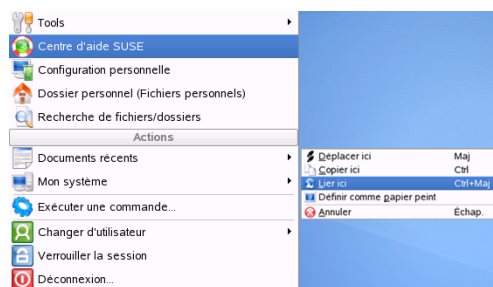 Tools
Centre d'aide SUSE
Configuration personnelle
Dossier personnel (Fichiers personnels)
Recherche de fichiers/dossiers
Actions
Documents récents
Mon système
Exécuter une commande...
Changer d'utilisateur
Verrouiller la session
Déconnexion...
Déplacer ici Maj
Copier ici Ctrl
Lier ici Ctrl+Maj
Définir comme papier peint
Annuler Échap.